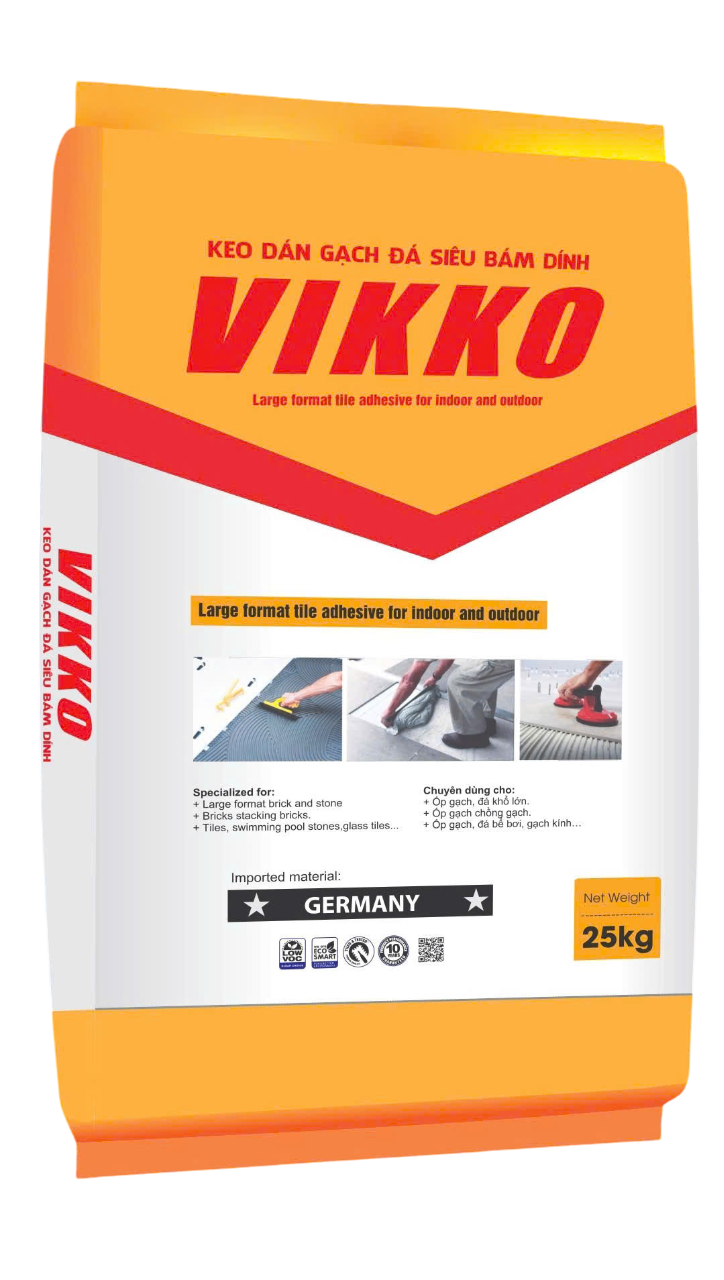 KEO DÁN GẠCH ĐÁ SIÊU BÁM DÍNH
VIKKO
Large format tile adhesive for indoor and outdoor
VIKKO
KEO DÁN GẠCH ĐÁ SIÊU BÁM DÍNH
Large format tile adhesive for indoor and outdoor
Specialized for:
+ Large format brick and stone
+ Bricks stacking bricks.
+ Tiles, swimming pool stones,glass tiles...
Chuyên dùng cho:
+ Ốp gạch, đá khổ lớn.
+ Ốp gạch chồng gạch.
+ Ốp gạch, đá bể bơi, gạch kính...
Imported material:
GERMANY
LOW
VOC
ECO
SMART
10
YEARS
Net Weight
25kg